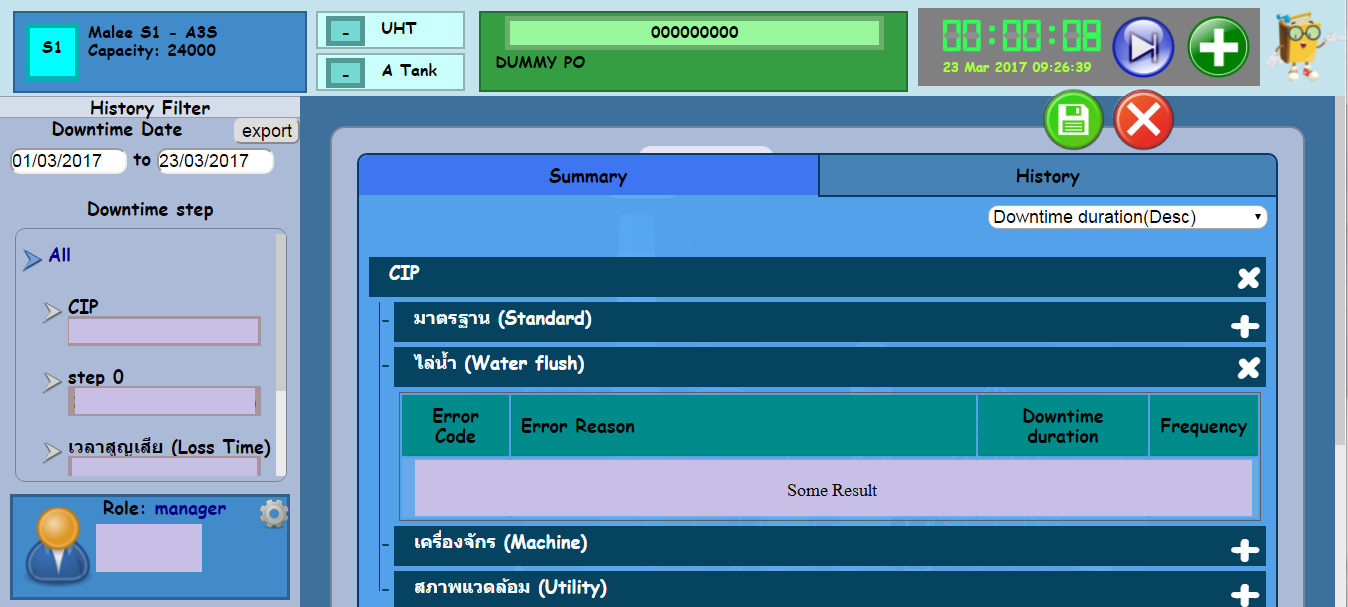 S1
Malee S1 - A3S
Capacity: 24000
- UHT
- A Tank
000000000
DUMMY PO
00:00:08
23 Mar 2017 09:26:39
History Filter
Downtime Date
export
01/03/2017 to 23/03/2017
Downtime step
All
CIP
step 0
เวลาสูญเสีย (Loss Time)
Role: manager
Summary
History
Downtime duration(Desc)
CIP
มาตรฐาน (Standard)
ไล่น้ำ (Water flush)
Error Code
Error Reason
Downtime duration
Frequency
Some Result
เครื่องจักร (Machine)
สภาพแวดล้อม (Utility)